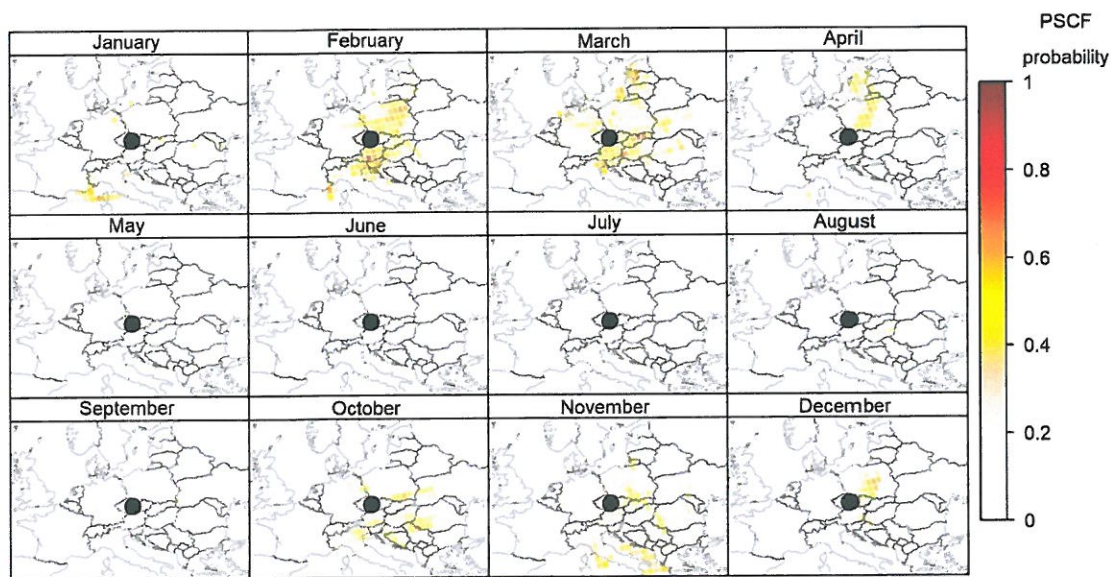 PSCF
probability
January February March April
May June July August
September October November December
1
0.8
0.6
0.4
0.2
0